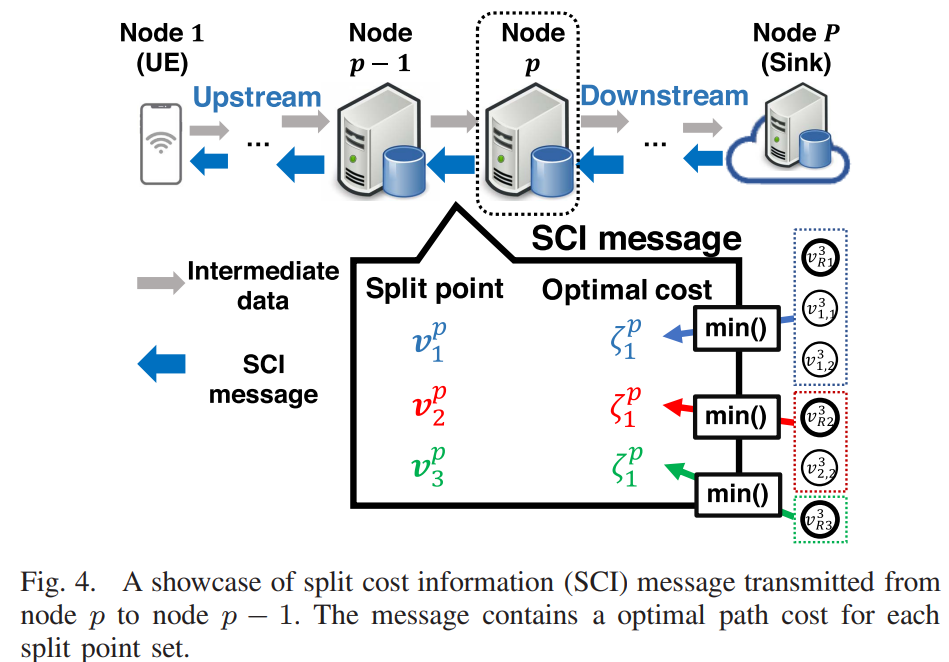 Node 1
(UE)
Node
p − 1
Node
p
Node P
(Sink)
Upstream
Downstream
...
...
SCI message
Intermediate
data
SCI
message
Split point
Optimal cost
v_1^p
ζ_1^p
min()
v_2^p
ζ_1^p
min()
v_3^p
ζ_1^p
min()
v_{R1}^3
v_{1,1}^3
v_{1,2}^3
v_{R2}^3
v_{2,2}^3
v_{R3}^3
Fig. 4. A showcase of split cost information (SCI) message transmitted from
node p to node p − 1. The message contains a optimal path cost for each
split point set.